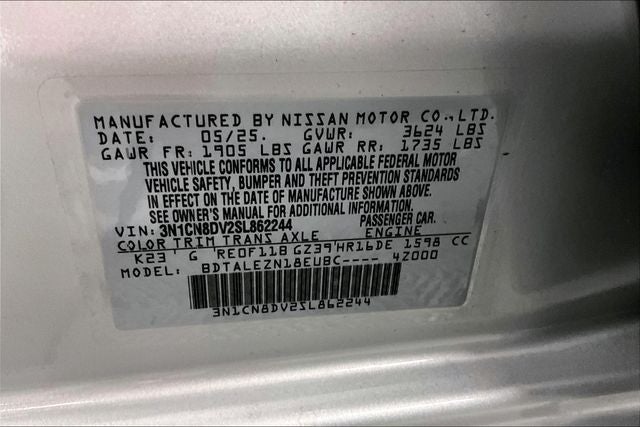 MANUFACTURED BY NISSAN MOTOR CO.,LTD.
DATE: 05/25. GVWR: 3624 LBS
GAWR FR: 1905 LBS GAWR RR: 1735 LBS
THIS VEHICLE CONFORMS TO ALL APPLICABLE FEDERAL MOTOR
VEHICLE SAFETY, BUMPER AND THEFT PREVENTION STANDARDS
IN EFFECT ON THE DATE OF MANUFACTURE SHOWN ABOVE.
SEE OWNER'S MANUAL FOR ADDITIONAL INFORMATION.
VIN: 3N1CN8DV2SL862244 PASSENGER CAR.
COLOR TRIM TRANS AXLE ENGINE
K23 G RE0F11B GZ39 HR16DE 1598 CC
MODEL: BDTALEZN18EUBC---- 4Z000
3N1CN8DV2SL862244